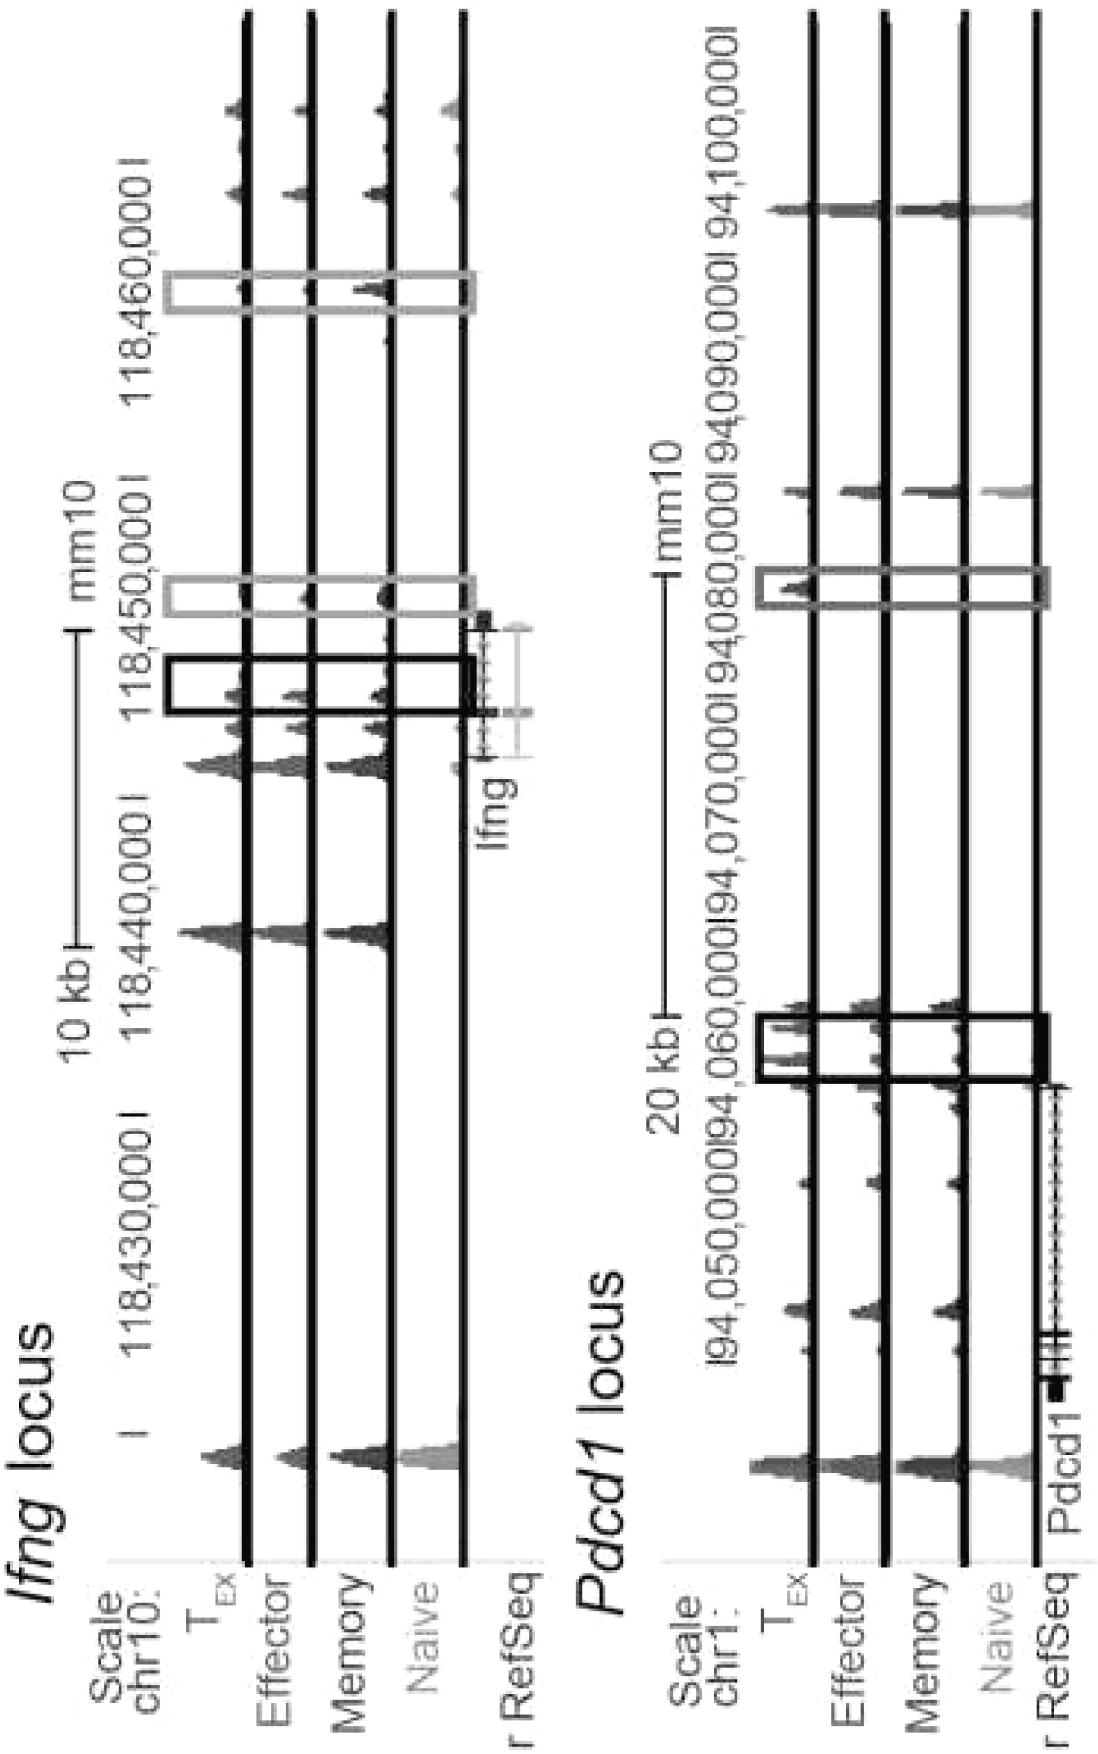 Ifng locus
Scale 10 kb mm10
chr10: 118,430,000 118,440,000 118,450,000 118,460,000
TEX
Effector
Memory
Naive
Ifng
r RefSeq
Pdcd1 locus
Scale 20 kb mm10
chr1: 94,050,000 94,060,000 94,070,000 94,080,000 94,090,000 94,100,000
TEX
Effector
Memory
Naive
Pdcd1
r RefSeq